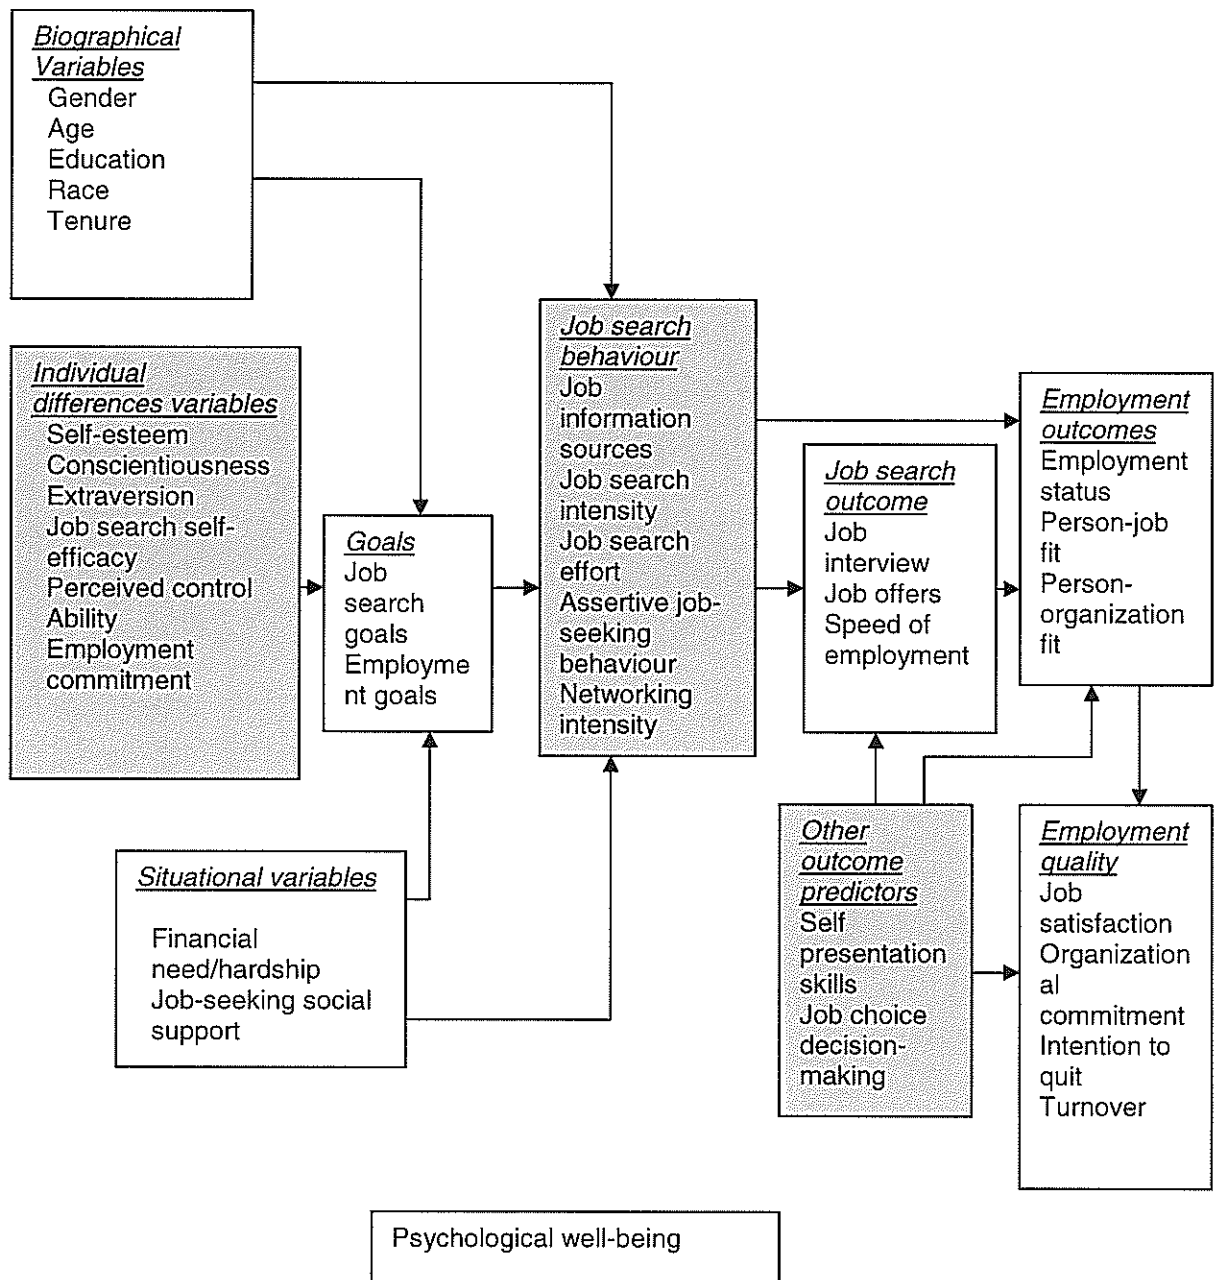 Biographical
Variables
Gender
Age
Education
Race
Tenure
Individual
differences variables
Self-esteem
Conscientiousness
Extraversion
Job search self-
efficacy
Perceived control
Ability
Employment
commitment
Goals
Job
search
goals
Employme
nt goals
Situational variables
Financial
need/hardship
Job-seeking social
support
Job search
behaviour
Job
information
sources
Job search
intensity
Job search
effort
Assertive job-
seeking
behaviour
Networking
intensity
Job search
outcome
Job
interview
Job offers
Speed of
employment
Other
outcome
predictors
Self
presentation
skills
Job choice
decision-
making
Employment
outcomes
Employment
status
Person-job
fit
Person-
organization
fit
Employment
quality
Job
satisfaction
Organization
al
commitment
Intention to
quit
Turnover
Psychological well-being